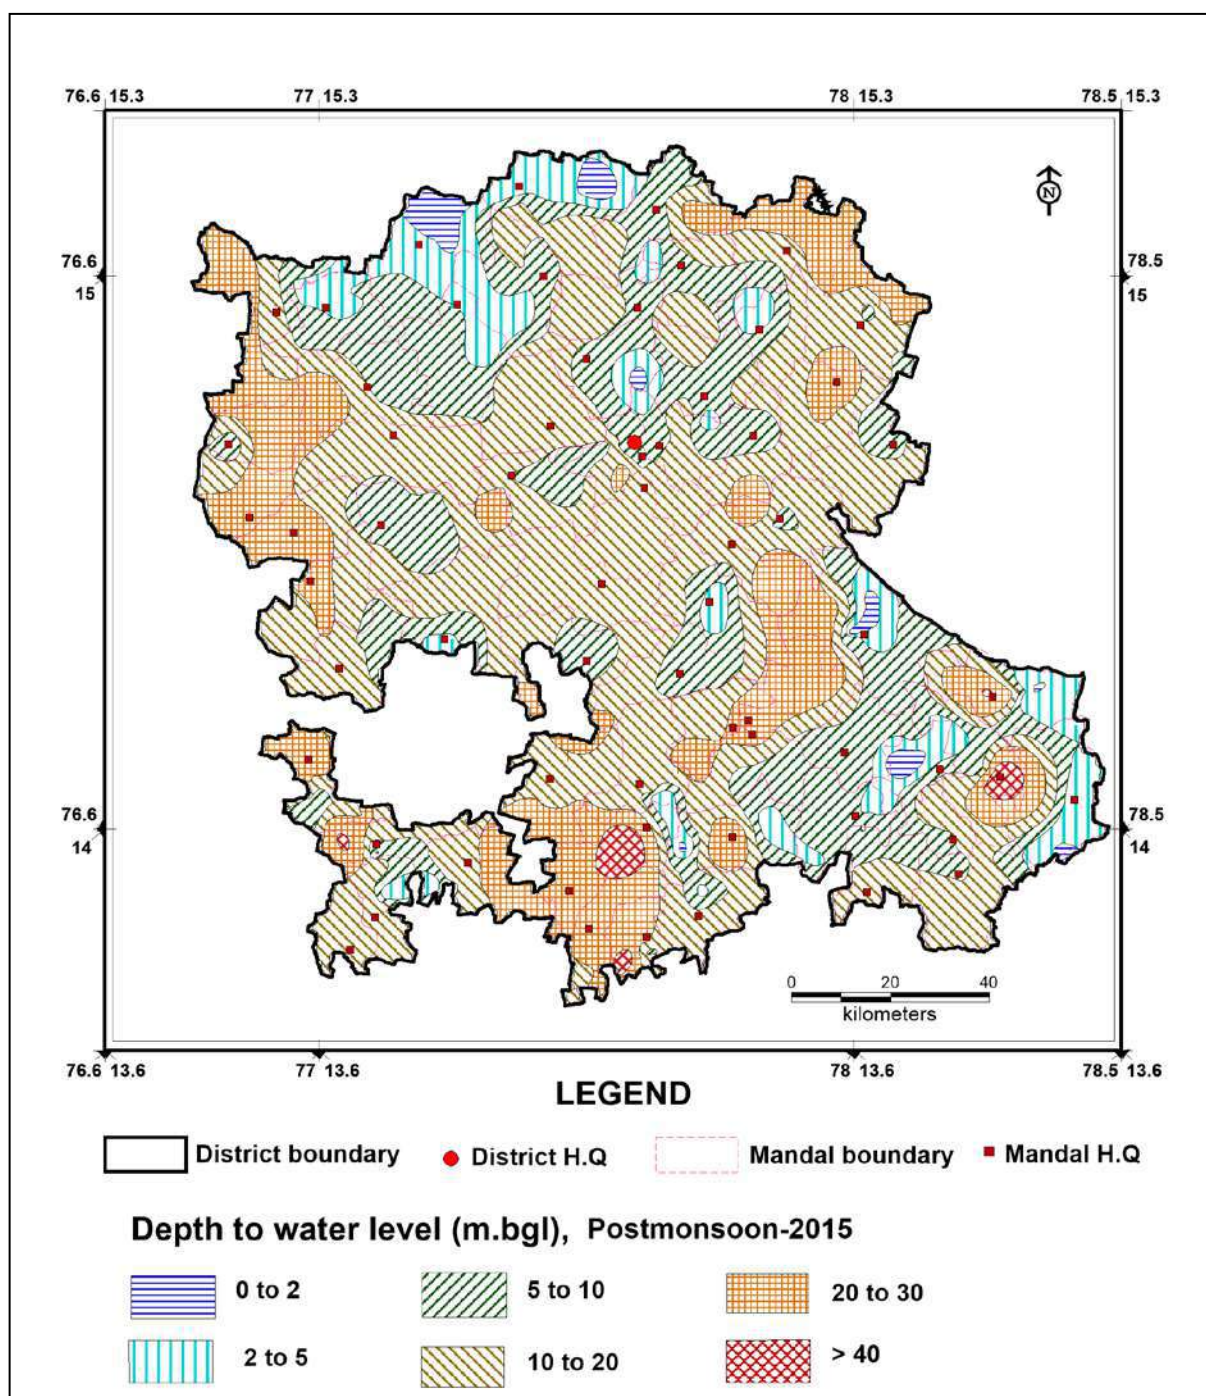 76.6 15.3 77 15.3 78 15.3 78.5 15.3
N
76.6 78.5
15 15
76.6 78.5
14 14
0 20 40
kilometers
76.6 13.6 77 13.6 78 13.6 78.5 13.6
LEGEND
District boundary District H.Q Mandal boundary Mandal H.Q
Depth to water level (m.bgl), Postmonsoon-2015
0 to 2 5 to 10 20 to 30
2 to 5 10 to 20 > 40